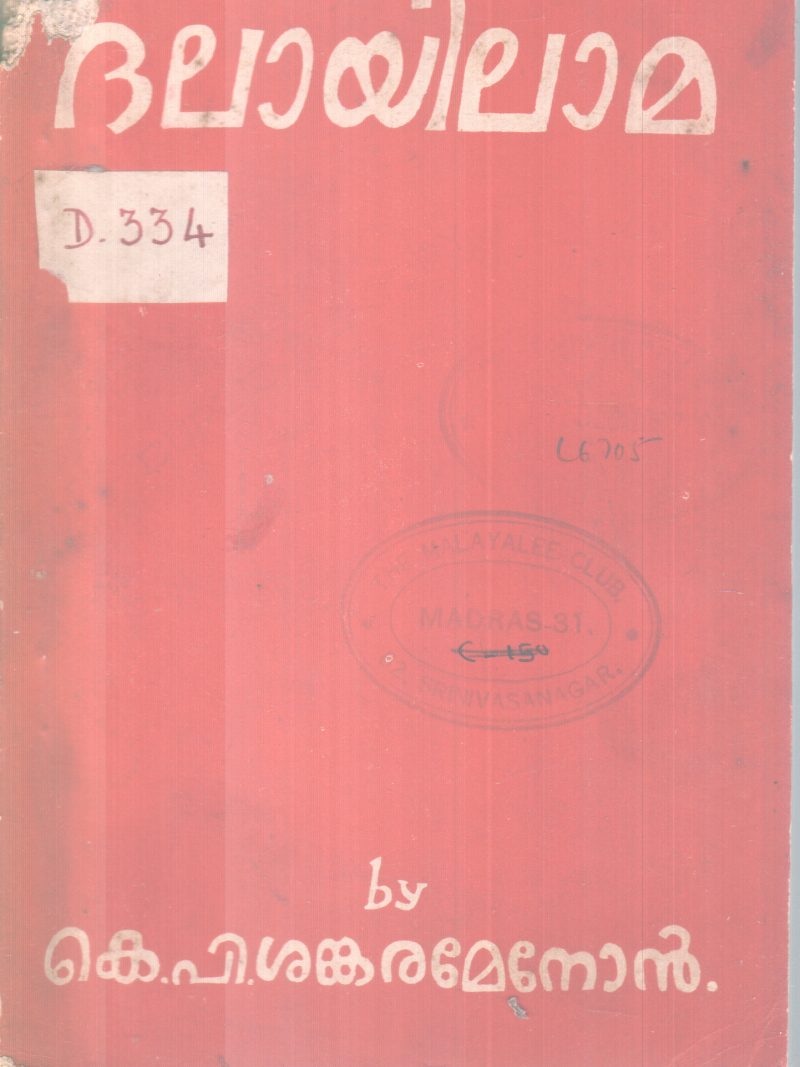 ദലായിലാമ
D. 334
L6705
THE MALAYALEE CLUB.
MADRAS-31.
2, SRINIVASANAGAR.
by
കെ.പി.ശങ്കരമേനോൻ.